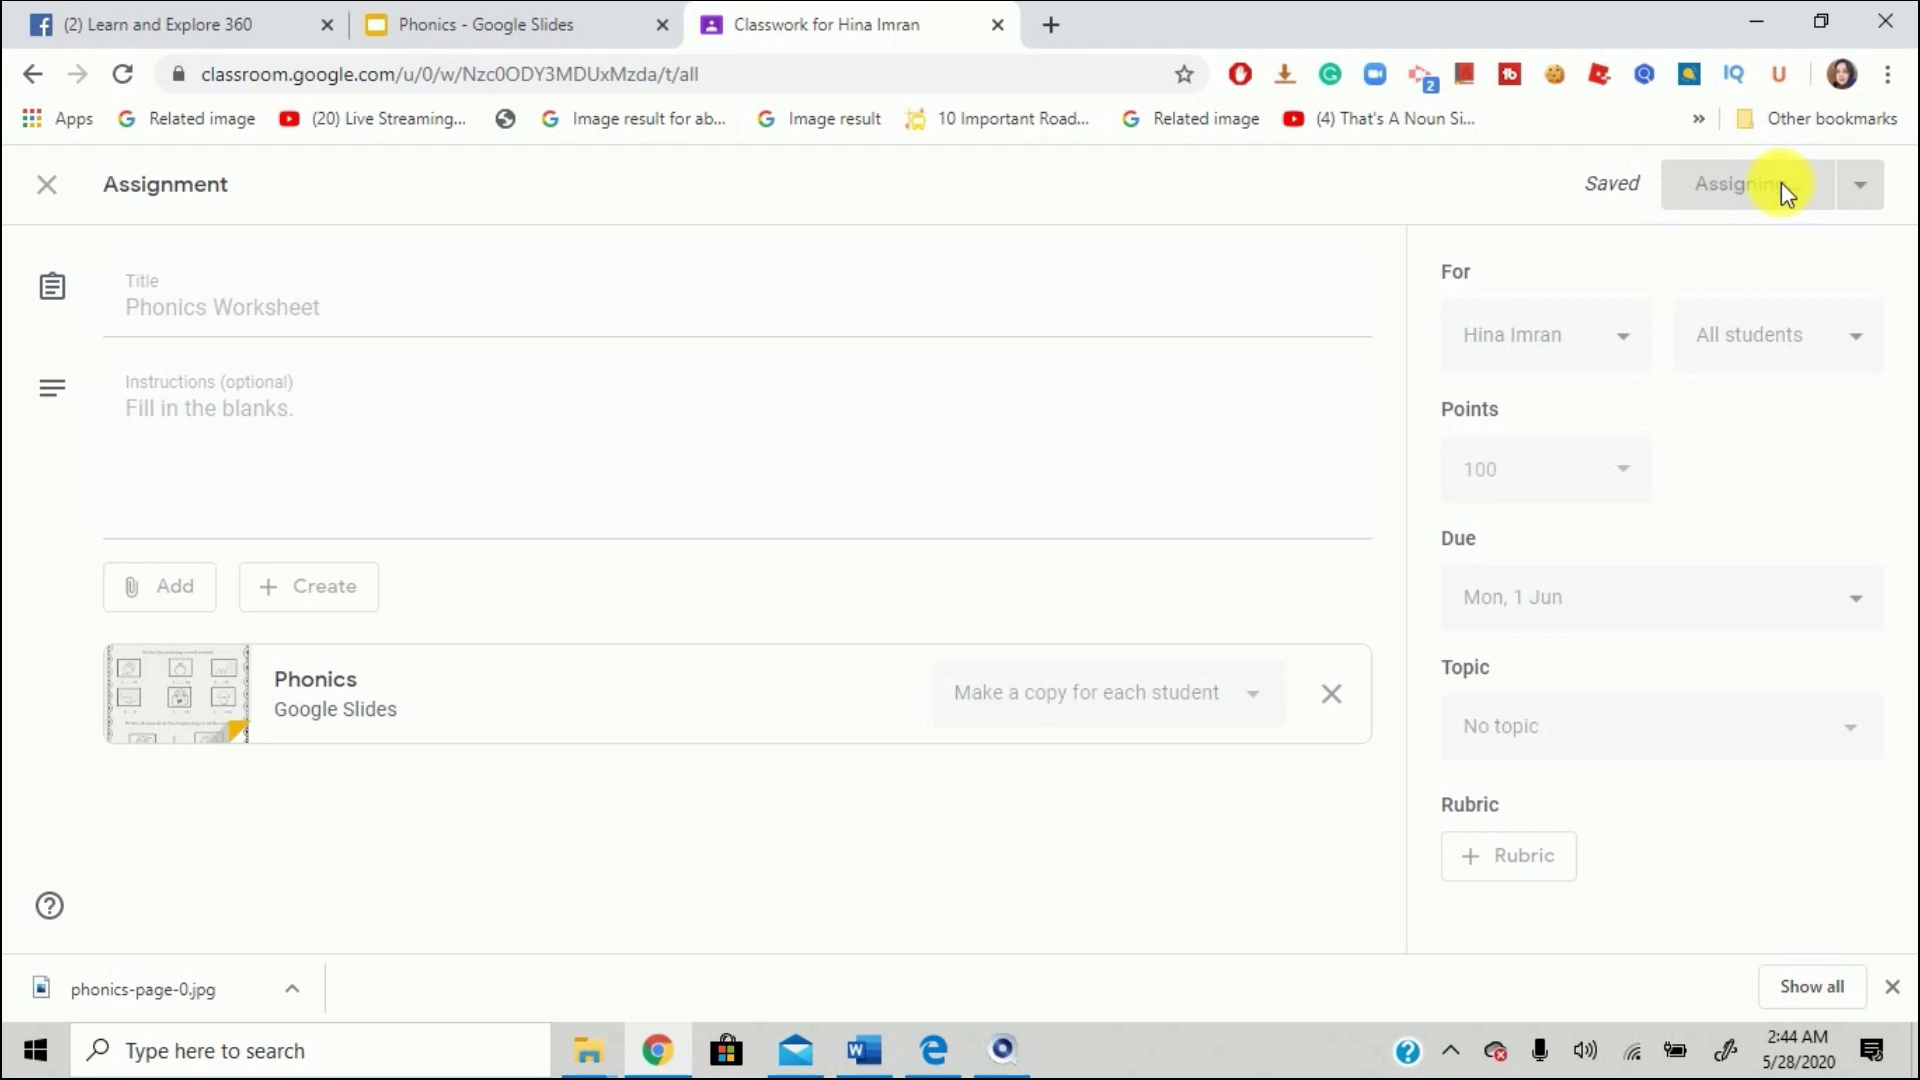 (2) Learn and Explore 360
Phonics - Google Slides
Classwork for Hina Imran
classroom.google.com/u/0/w/Nzc0ODY3MDUxMzda/t/all
2
IQ
U
Apps
Related image
(20) Live Streaming...
Image result for ab...
Image result
10 Important Road...
Related image
(4) That's A Noun Si...
»
Other bookmarks
Assignment
Saved
Assigning...
Title
Phonics Worksheet
Instructions (optional)
Fill in the blanks.
Add
Create
Phonics
Google Slides
Make a copy for each student
For
Hina Imran
All students
Points
100
Due
Mon, 1 Jun
Topic
No topic
Rubric
Rubric
phonics-page-0.jpg
Show all
Type here to search
2:44 AM
5/28/2020